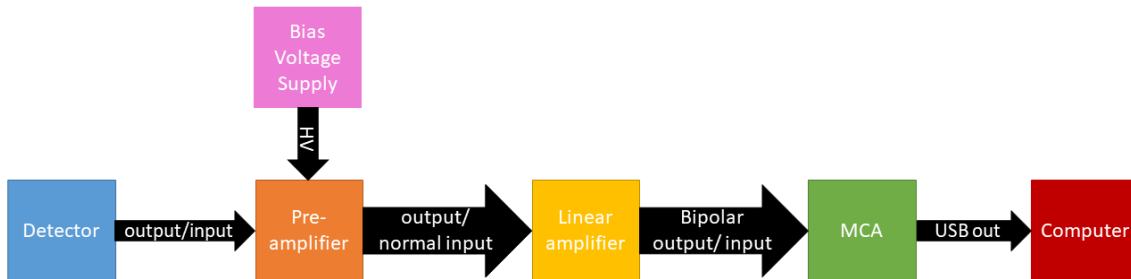 Bias
Voltage
Supply
HV
Detector
output/input
Pre-
amplifier
output/
normal input
Linear
amplifier
Bipolar
output/ input
MCA
USB out
Computer